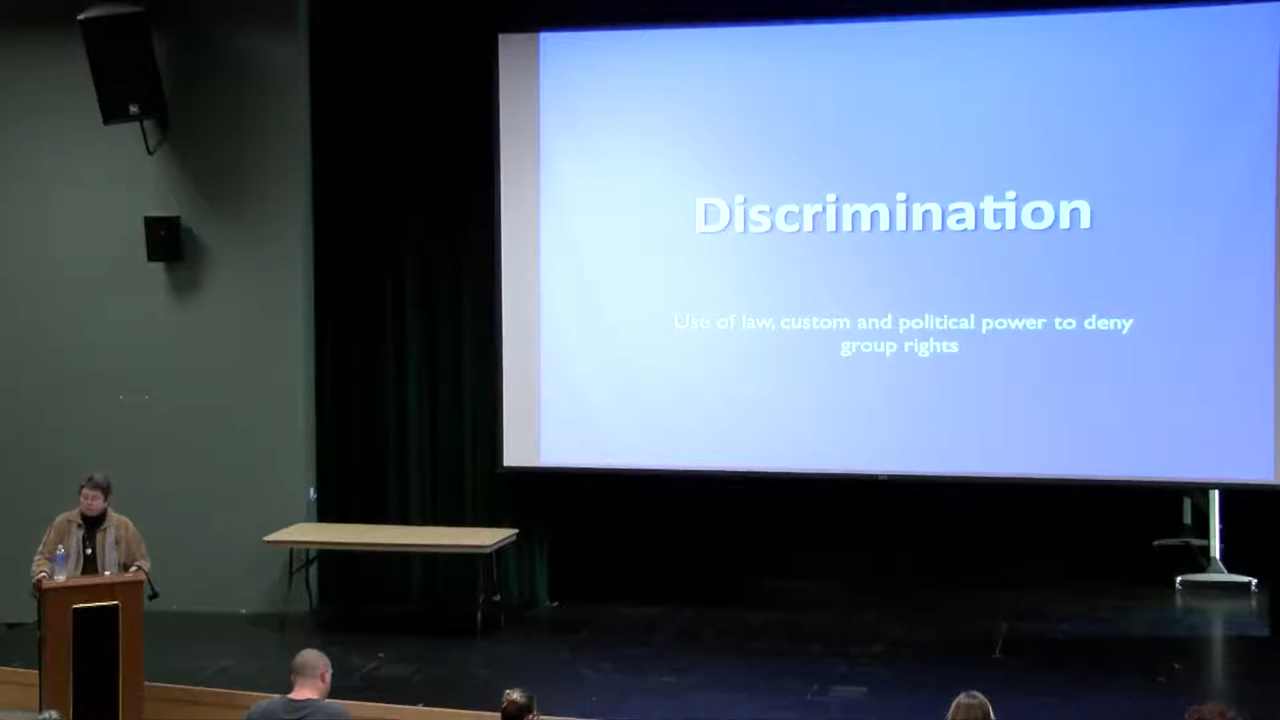 Discrimination
Use of law, custom and political power to deny
group rights